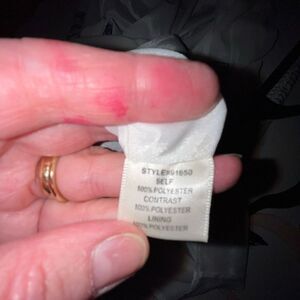 STYLE#91650
SELF
100% POLYESTER
CONTRAST
100% POLYESTER
LINING
100% POLYESTER